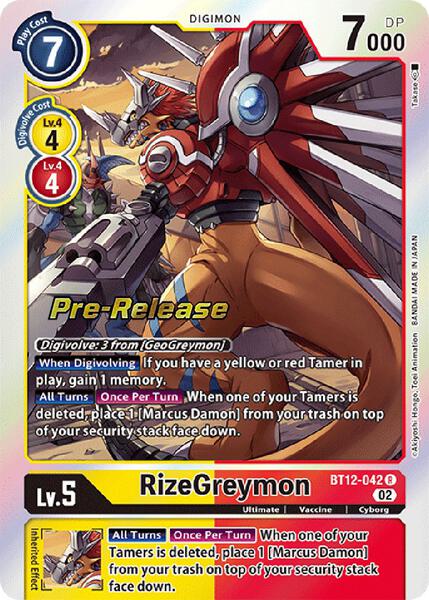 Play Cost
7
DIGIMON
7000 DP
Digivolve Cost
Lv.4
4
Lv.4
4
Takase
©Akiyoshi Hongo, Toei Animation BANDAI MADE IN JAPAN
Pre-Release
Digivolve: 3 from [GeoGreymon]
When Digivolving If you have a yellow or red Tamer in
play, gain 1 memory.
All Turns Once Per Turn When one of your Tamers is
deleted, place 1 [Marcus Damon] from your trash on top
of your security stack face down.
Lv.5
RizeGreymon
BT12-042 R
02
Ultimate | Vaccine | Cyborg
Inherited Effect
All Turns Once Per Turn When one of your
Tamers is deleted, place 1 [Marcus Damon]
from your trash on top of your security stack
face down.